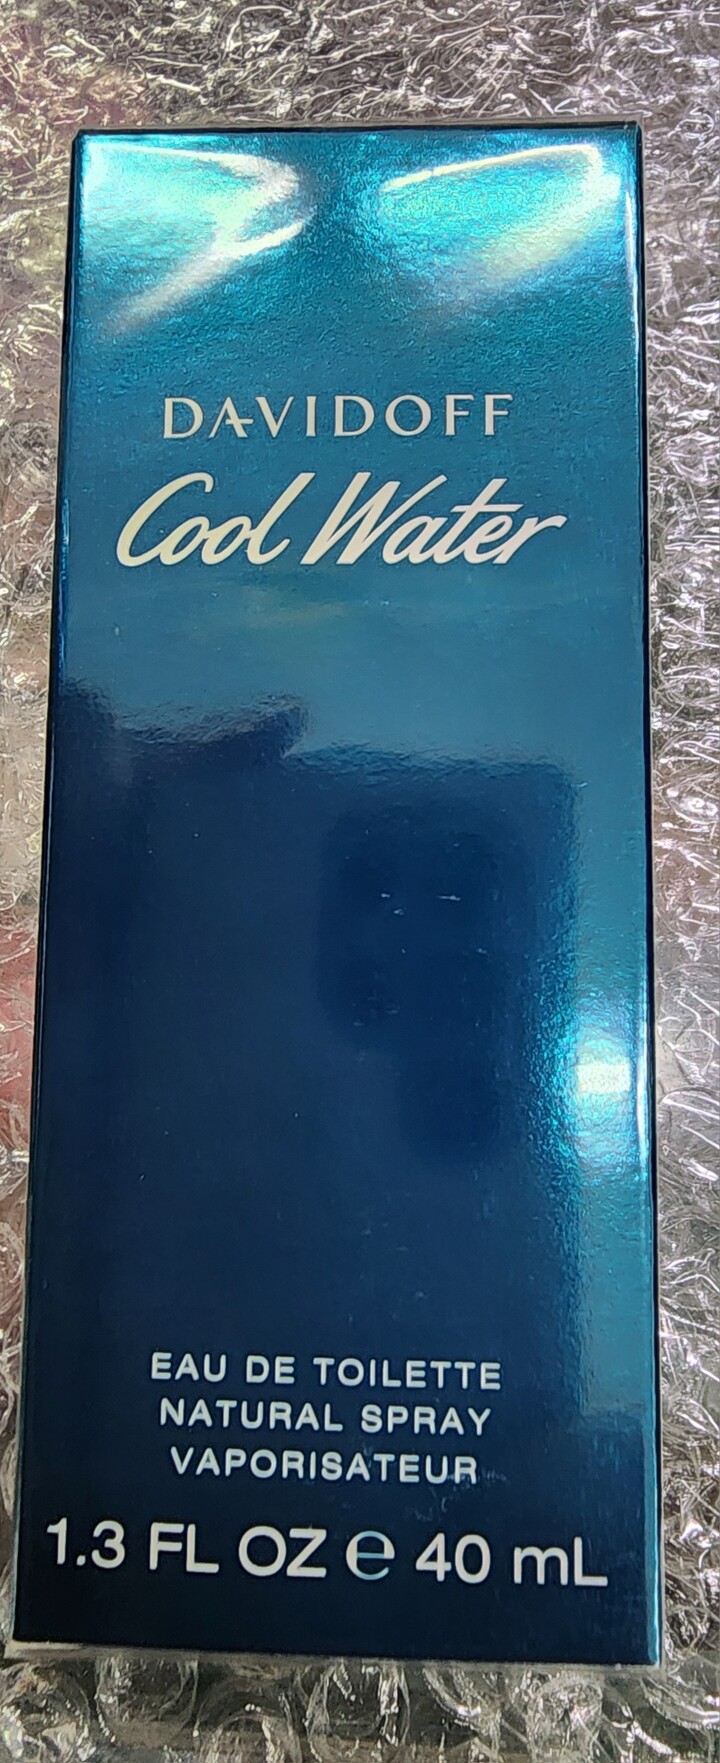 DAVIDOFF
Cool Water
EAU DE TOILETTE
NATURAL SPRAY
VAPORISATEUR
1.3 FL OZ ℮ 40 mL